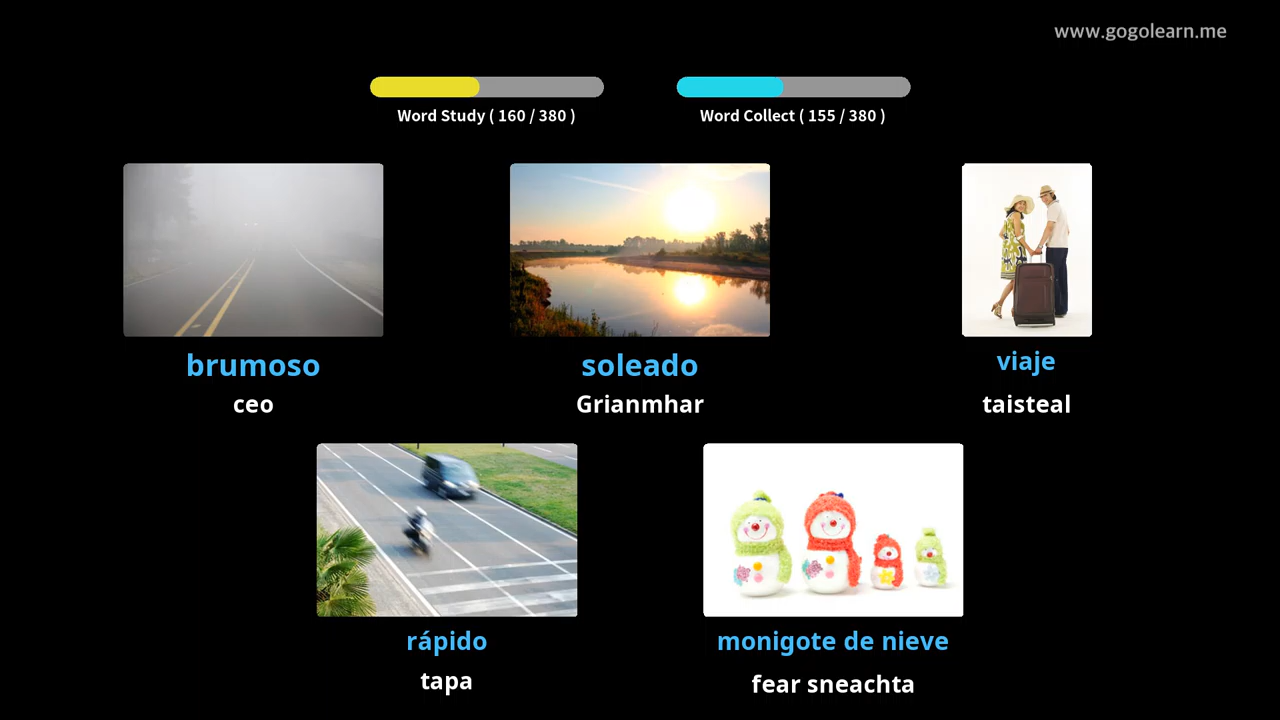 www.gogolearn.me
Word Study ( 160 / 380 )
Word Collect ( 155 / 380 )
brumoso
ceo
soleado
Grianmhar
viaje
taisteal
rápido
tapa
monigote de nieve
fear sneachta